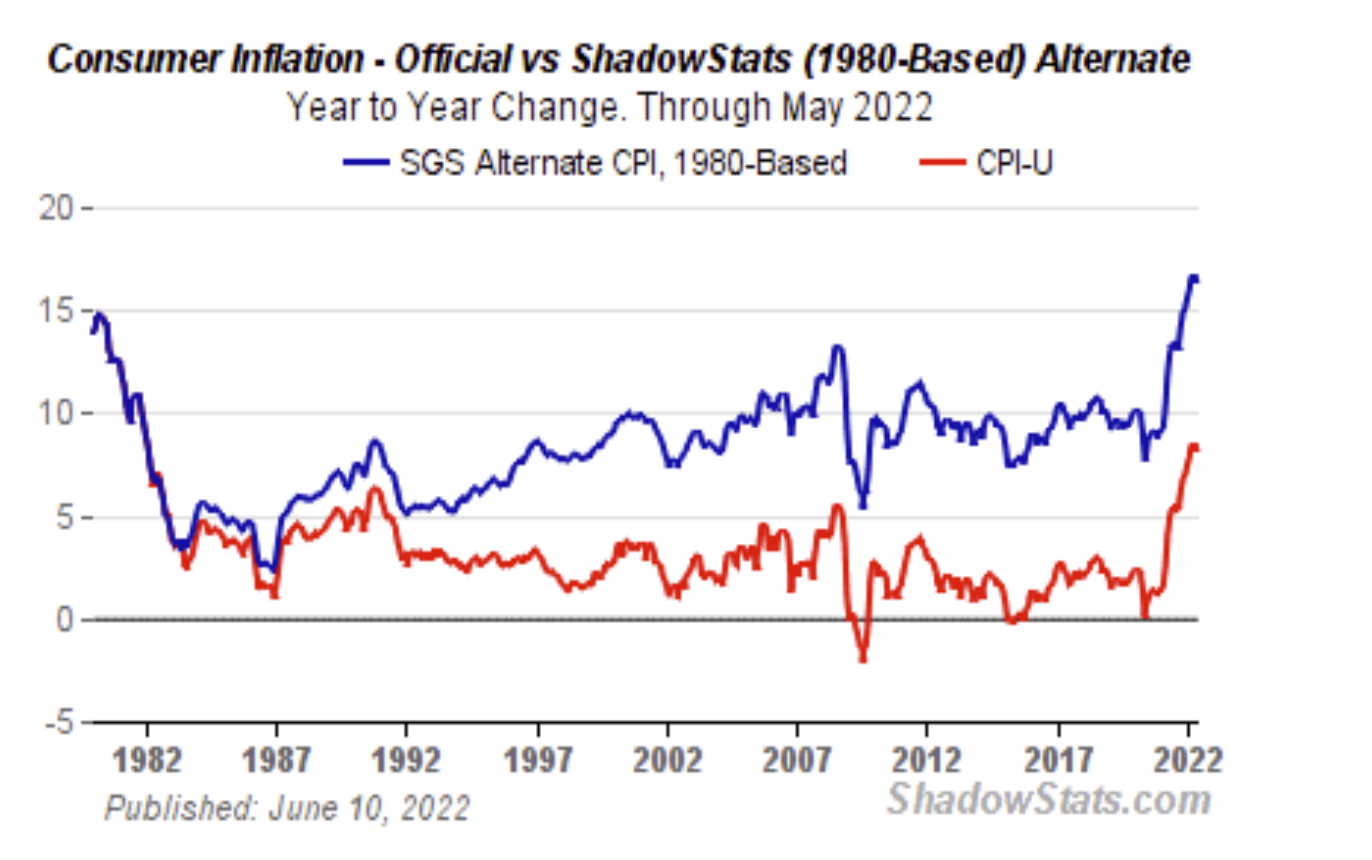 Consumer Inflation - Official vs ShadowStats (1980-Based) Alternate
Year to Year Change. Through May 2022
SGS Alternate CPI, 1980-Based CPI-U
20
15
10
5
0
-5
1982 1987 1992 1997 2002 2007 2012 2017 2022
Published: June 10, 2022
ShadowStats.com